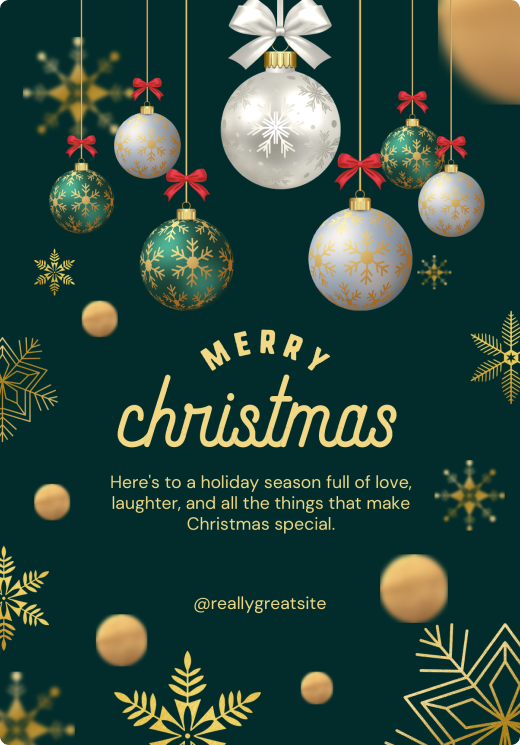 MERRY
christmas
Here's to a holiday season full of love,
laughter, and all the things that make
Christmas special.
@reallygreatsite